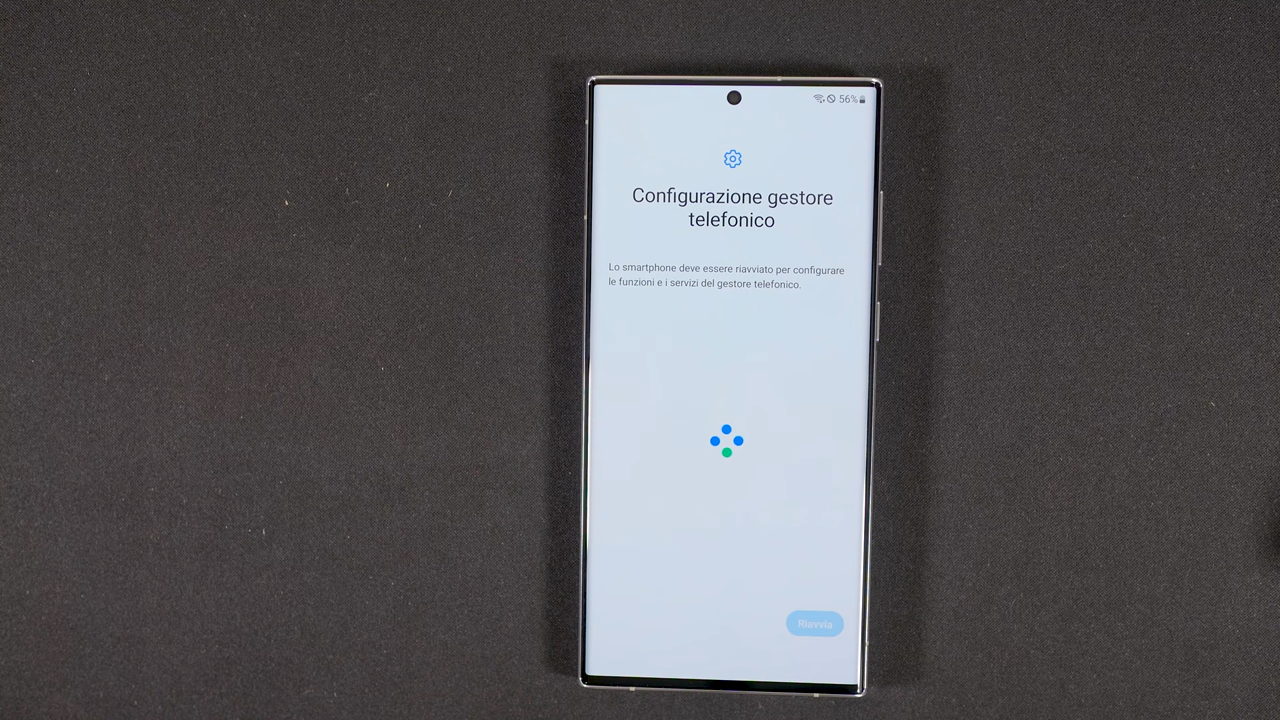 56%
Configurazione gestore
telefonico
Lo smartphone deve essere riavviato per configurare
le funzioni e i servizi del gestore telefonico.
Riavvia